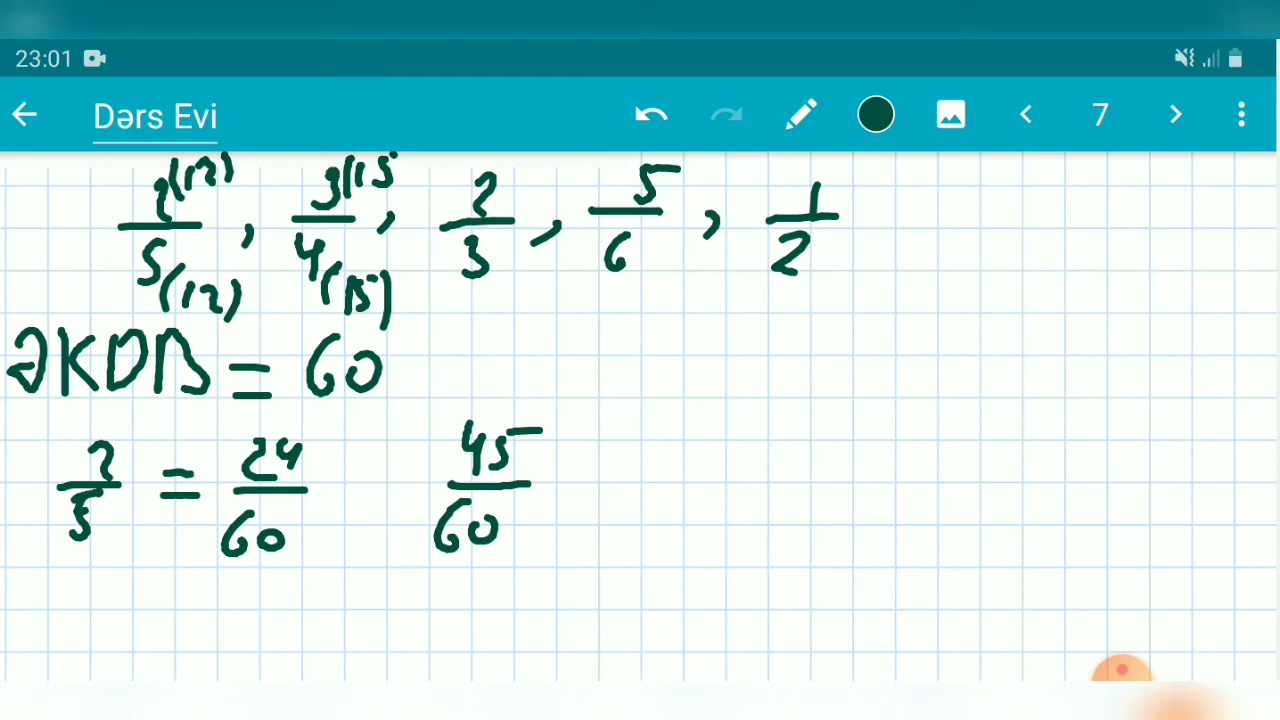 23:01
Dərs Evi 7
2(12) 3(15 2 5 1
5(12) , 4(15) , 3 , 6 , 2
ƏKOB = 60
2/5 = 24/60 45/60